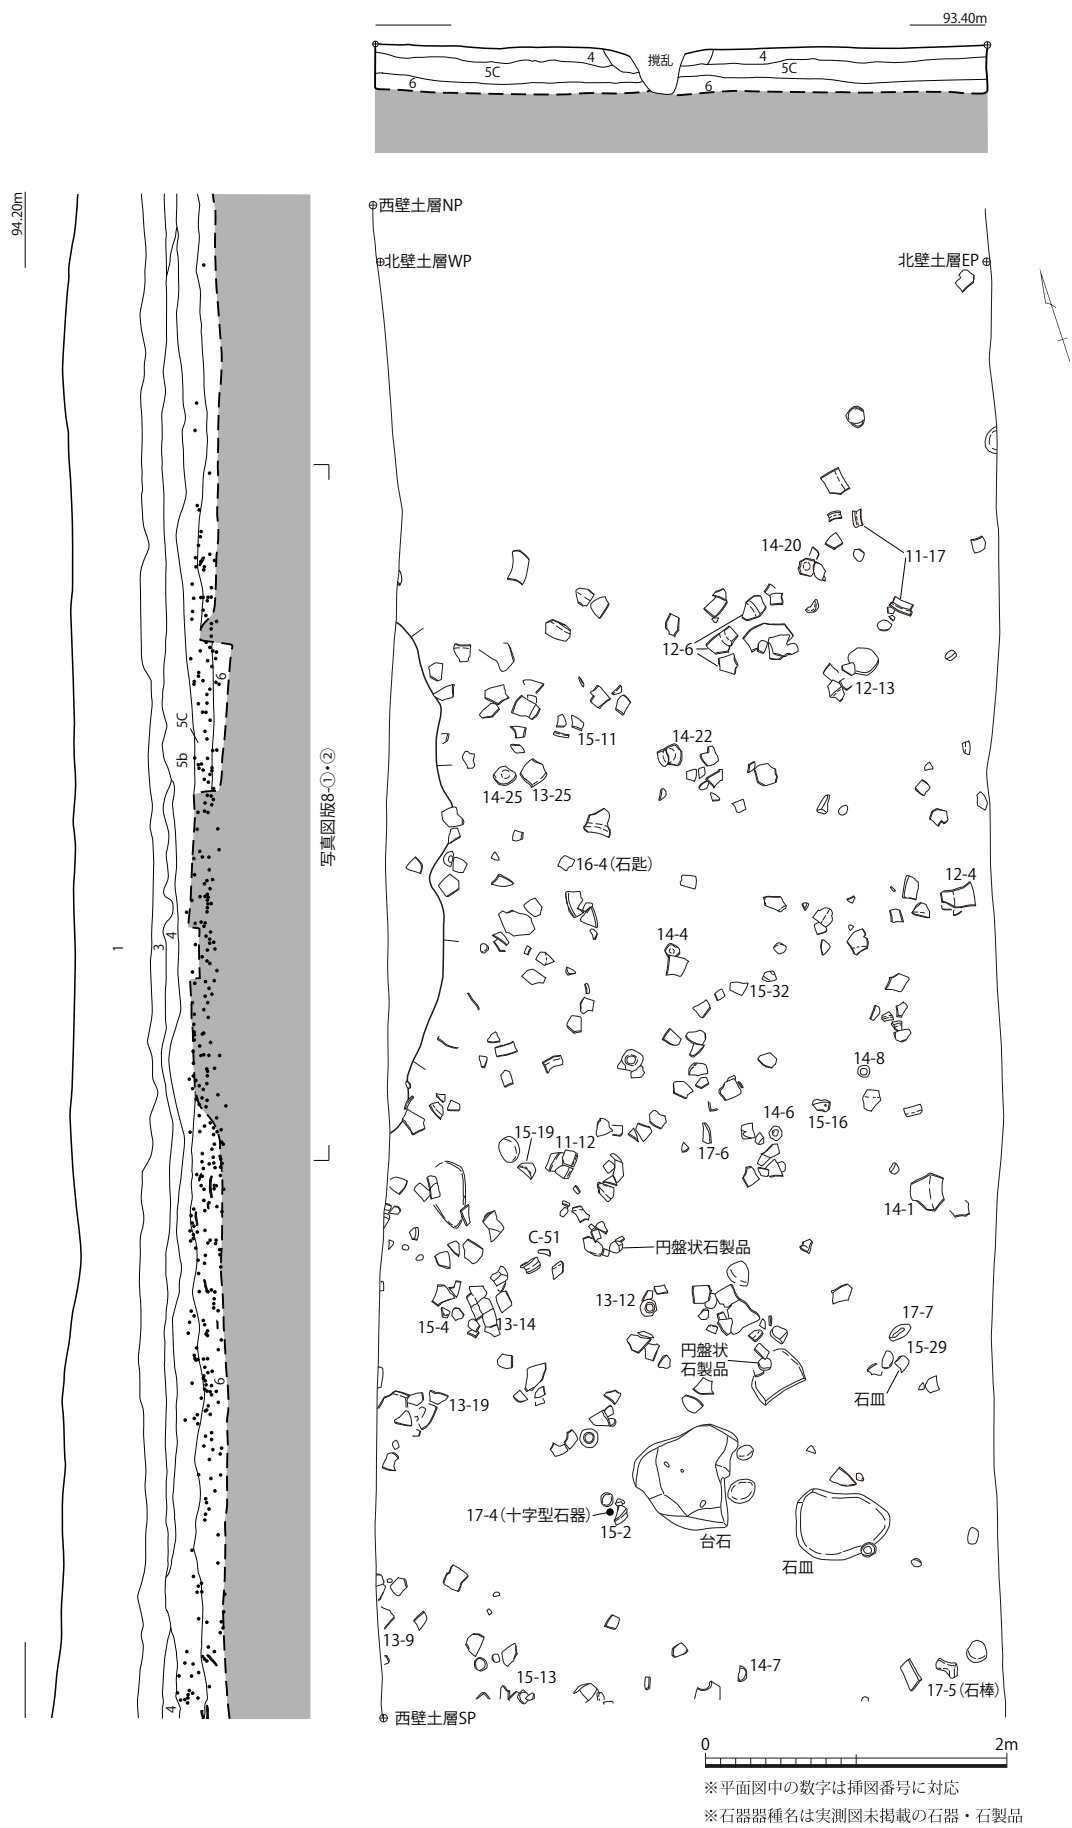 93.40m
4
撹乱
4
5C
5C
6
6
94.20m
西壁土層NP
北壁土層WP
北壁土層EP
14-20
11-17
12-6
12-13
6
5C
5b
15-11
14-22
写真図版8-①・②
14-25
13-25
16-4（石匙）
12-4
1
3
4
14-4
15-32
14-8
14-6
15-16
15-19
11-12
17-6
14-1
C-51
円盤状石製品
13-12
15-4
13-14
17-7
円盤状
石製品
15-29
石皿
6
13-19
17-4（十字型石器）
15-2
台石
石皿
13-9
15-13
14-7
17-5（石棒）
4
西壁土層SP
0
2m
※平面図中の数字は挿図番号に対応
※石器器種名は実測図未掲載の石器・石製品